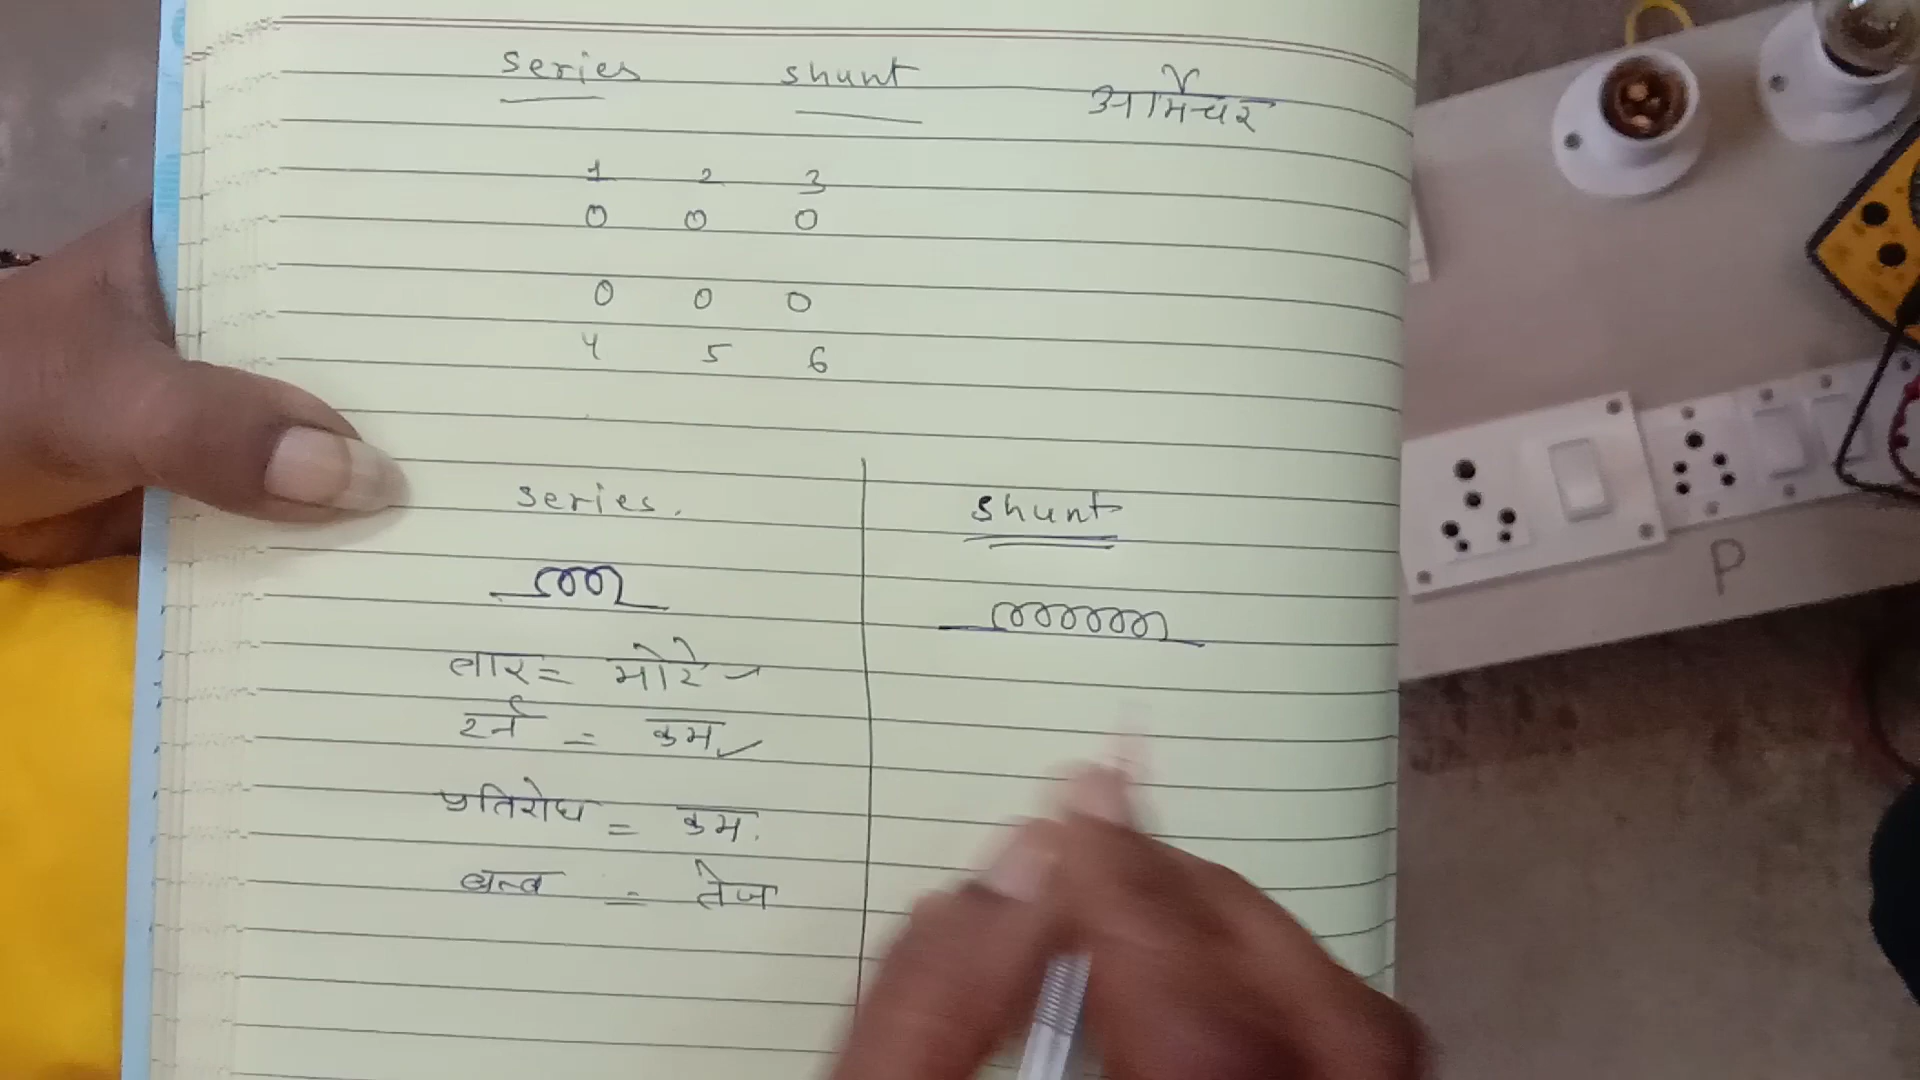 series shunt आर्मेचर
1 2 3
0 0 0
0 0 0
4 5 6
series. shunt
तार = मोटे
टर्न = कम
प्रतिरोध = कम.
बल्ब = तेज
P